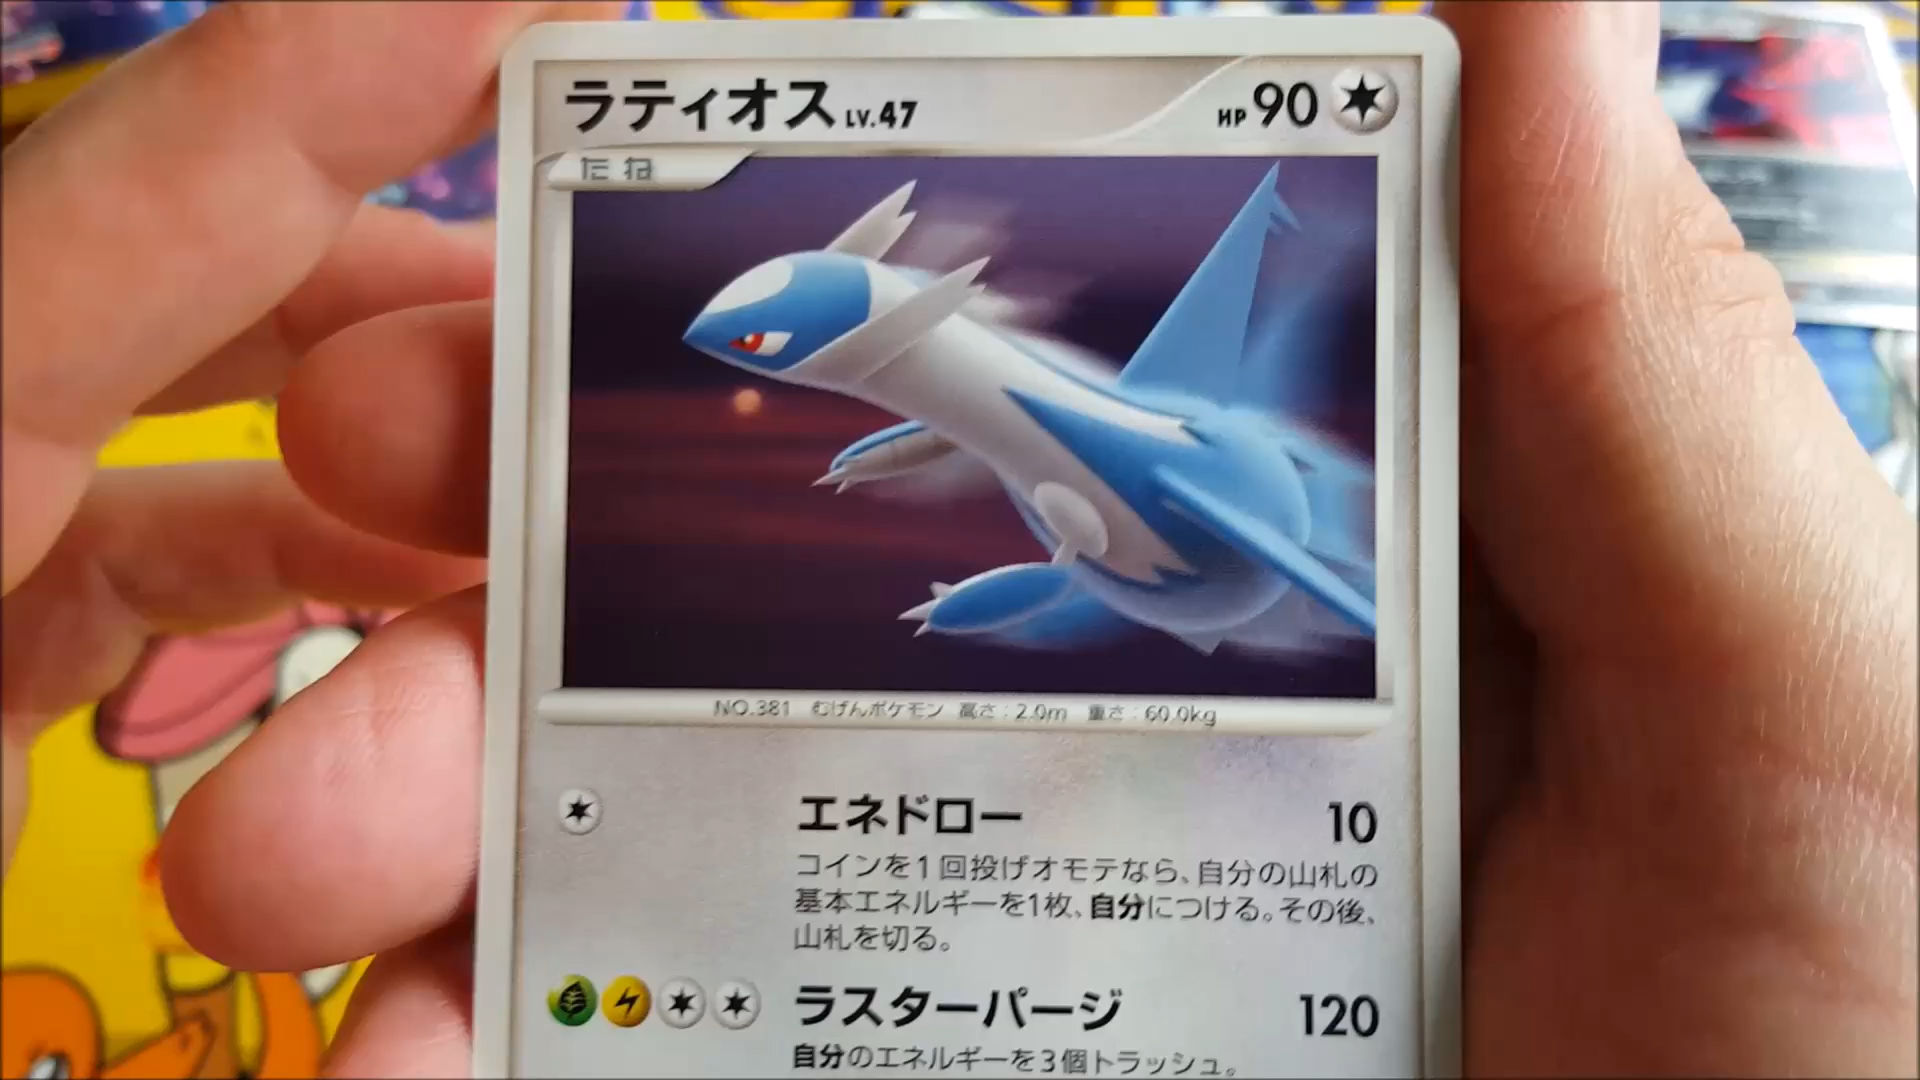 ラティオス LV.47 HP 90
たね
NO.381 むげんポケモン 高さ:2.0m 重さ:60.0kg
エネドロー 10
コインを1回投げオモテなら、自分の山札の
基本エネルギーを1枚、自分につける。その後、
山札を切る。
ラスターパージ 120
自分のエネルギーを3個トラッシュ。